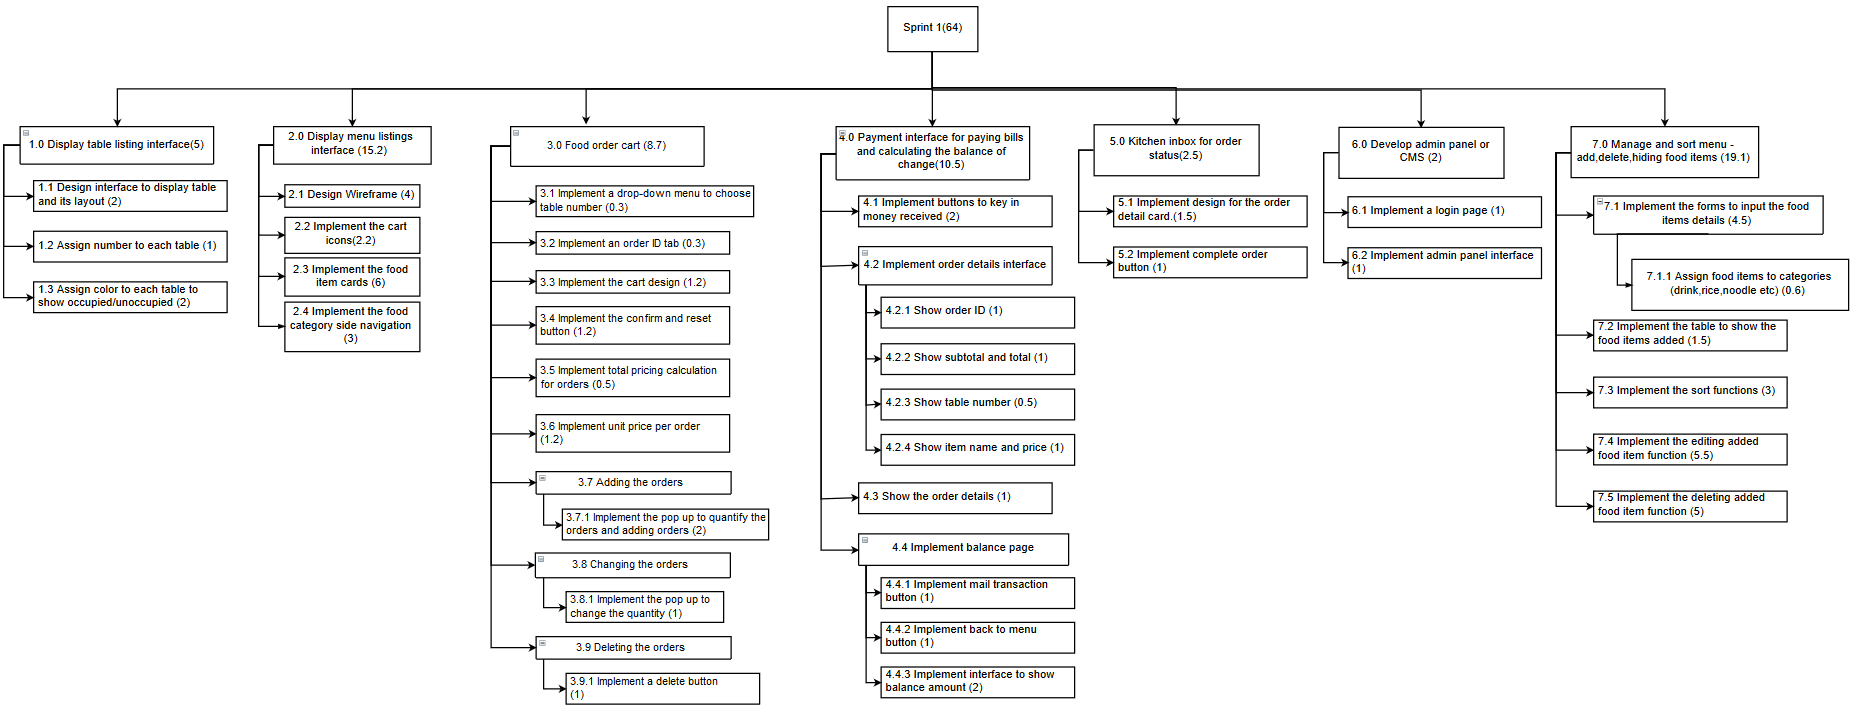 Sprint 1(64)
1.0 Display table listing interface(5)
1.1 Design interface to display table
and its layout (2)
1.2 Assign number to each table (1)
1.3 Assign color to each table to
show occupied/unoccupied (2)
2.0 Display menu listings
interface (15.2)
2.1 Design Wireframe (4)
2.2 Implement the cart
icons(2.2)
2.3 Implement the food
item cards (6)
2.4 Implement the food
category side navigation
(3)
3.0 Food order cart (8.7)
3.1 Implement a drop-down menu to choose
table number (0.3)
3.2 Implement an order ID tab (0.3)
3.3 Implement the cart design (1.2)
3.4 Implement the confirm and reset
button (1.2)
3.5 Implement total pricing calculation
for orders (0.5)
3.6 Implement unit price per order
(1.2)
3.7 Adding the orders
3.7.1 Implement the pop up to quantify the
orders and adding orders (2)
3.8 Changing the orders
3.8.1 Implement the pop up to
change the quantity (1)
3.9 Deleting the orders
3.9.1 Implement a delete button
(1)
4.0 Payment interface for paying bills
and calculating the balance of
change(10.5)
4.1 Implement buttons to key in
money received (2)
4.2 Implement order details interface
4.2.1 Show order ID (1)
4.2.2 Show subtotal and total (1)
4.2.3 Show table number (0.5)
4.2.4 Show item name and price (1)
4.3 Show the order details (1)
4.4 Implement balance page
4.4.1 Implement mail transaction
button (1)
4.4.2 Implement back to menu
button (1)
4.4.3 Implement interface to show
balance amount (2)
5.0 Kitchen inbox for order
status(2.5)
5.1 Implement design for the order
detail card.(1.5)
5.2 Implement complete order
button (1)
6.0 Develop admin panel or
CMS (2)
6.1 Implement a login page (1)
6.2 Implement admin panel interface
(1)
7.0 Manage and sort menu -
add,delete,hiding food items (19.1)
7.1 Implement the forms to input the food
items details (4.5)
7.1.1 Assign food items to categories
(drink,rice,noodle etc) (0.6)
7.2 Implement the table to show the
food items added (1.5)
7.3 Implement the sort functions (3)
7.4 Implement the editing added
food item function (5.5)
7.5 Implement the deleting added
food item function (5)